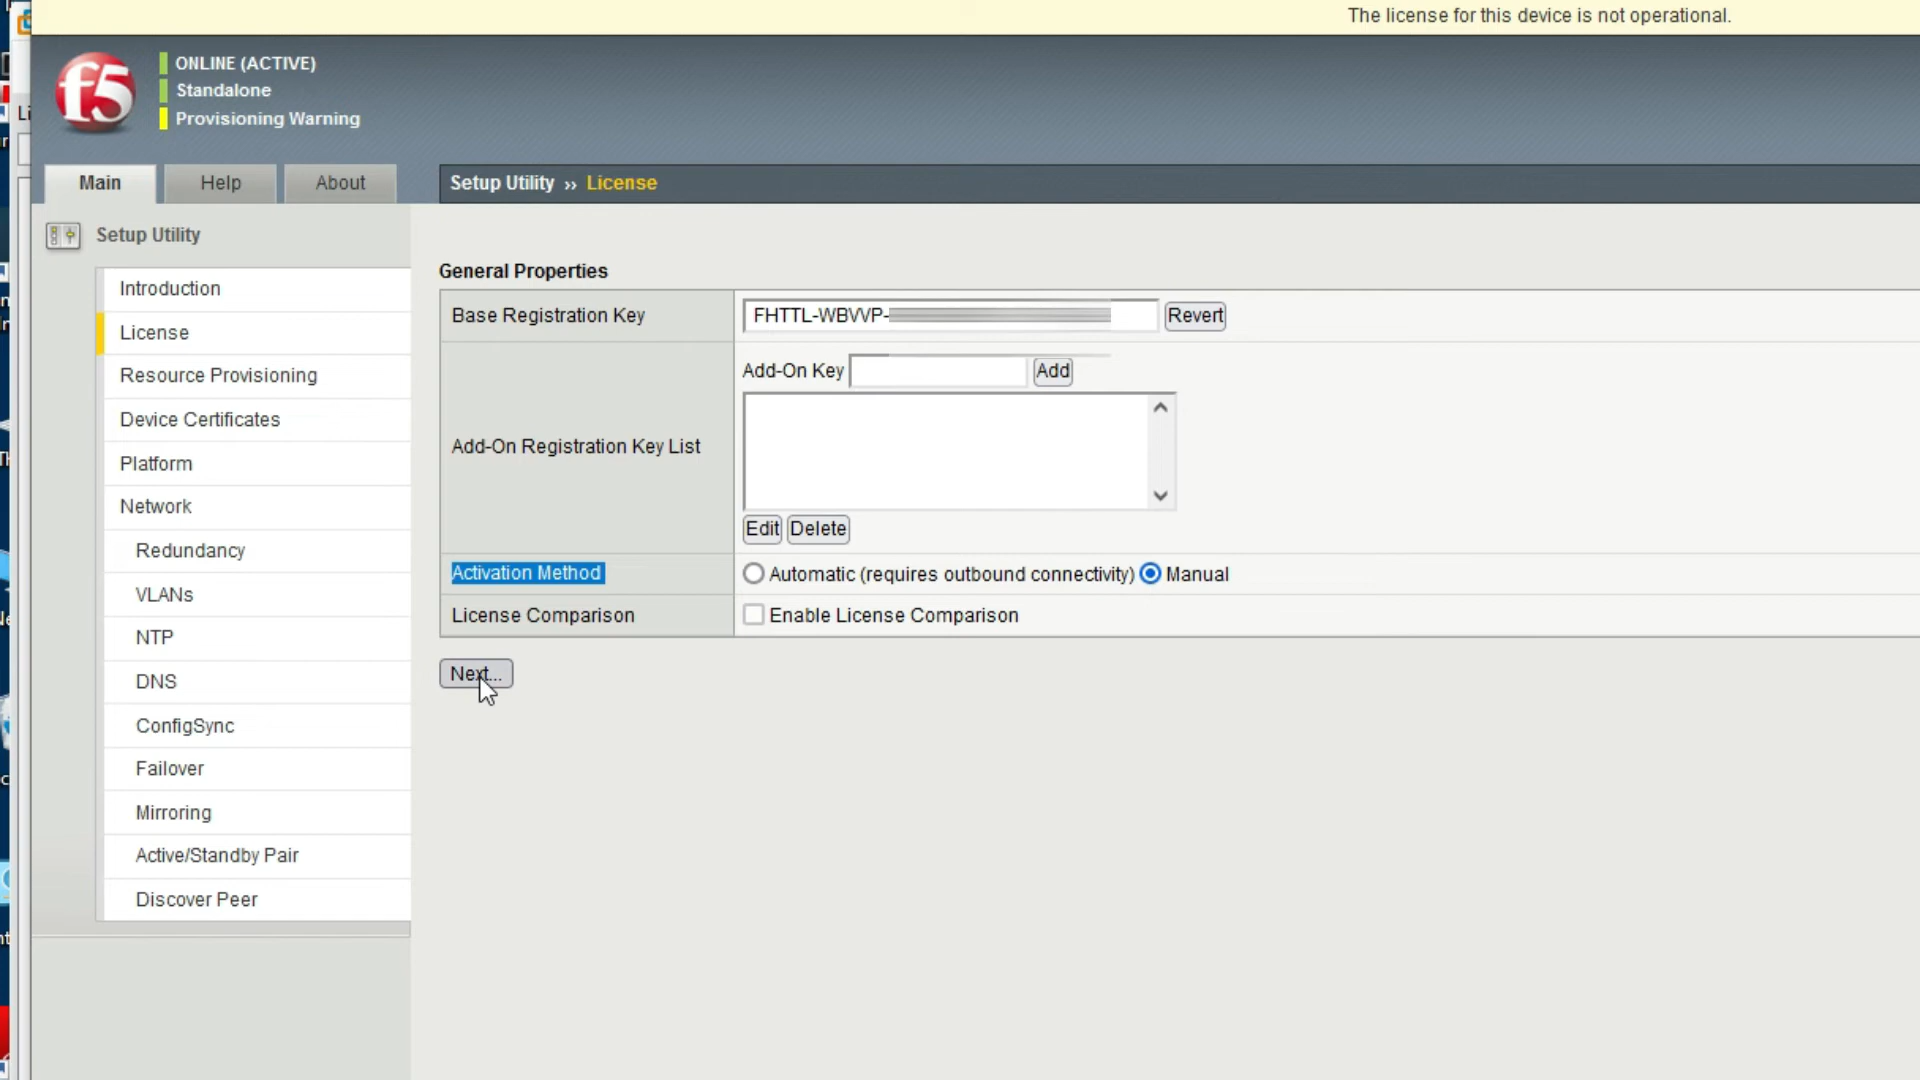 The license for this device is not operational.
f5
ONLINE (ACTIVE)
Standalone
Provisioning Warning
Main
Help
About
Setup Utility ›› License
Setup Utility
Introduction
License
Resource Provisioning
Device Certificates
Platform
Network
Redundancy
VLANs
NTP
DNS
ConfigSync
Failover
Mirroring
Active/Standby Pair
Discover Peer
General Properties
Base Registration Key
FHTTL-WBVVP-
Revert
Add-On Registration Key List
Add-On Key
Add
Edit
Delete
Activation Method
Automatic (requires outbound connectivity)
Manual
License Comparison
Enable License Comparison
Next...